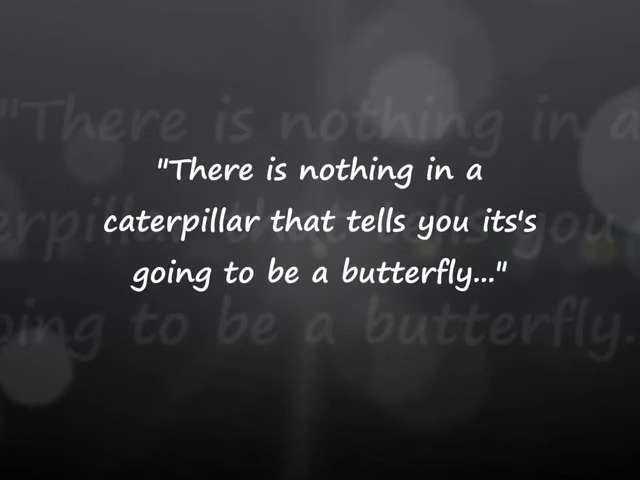 "There is nothing in a
caterpillar that tells you its's
going to be a butterfly..."